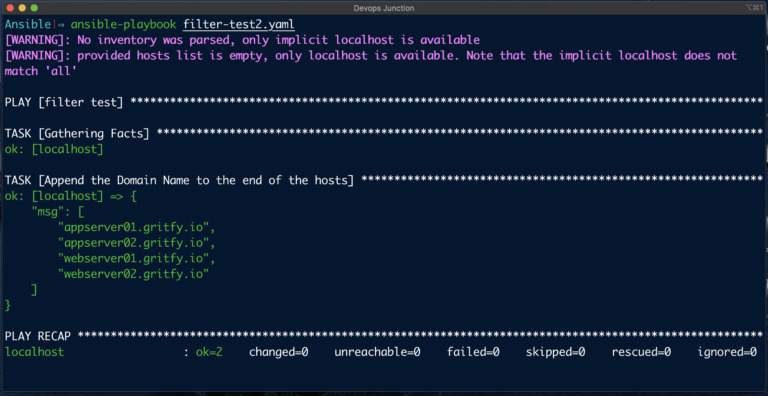 Devops Junction
⌥⌘1
Ansible!⇒ ansible-playbook filter-test2.yaml
[WARNING]: No inventory was parsed, only implicit localhost is available
[WARNING]: provided hosts list is empty, only localhost is available. Note that the implicit localhost does not
match 'all'
PLAY [filter test] ************************************************************************************************
TASK [Gathering Facts] ********************************************************************************************
ok: [localhost]
TASK [Append the Domain Name to the end of the hosts] *************************************************************
ok: [localhost] => {
    "msg": [
        "appserver01.gritfy.io",
        "appserver02.gritfy.io",
        "webserver01.gritfy.io",
        "webserver02.gritfy.io"
    ]
}
PLAY RECAP ********************************************************************************************************
localhost                  : ok=2    changed=0    unreachable=0    failed=0    skipped=0    rescued=0    ignored=0